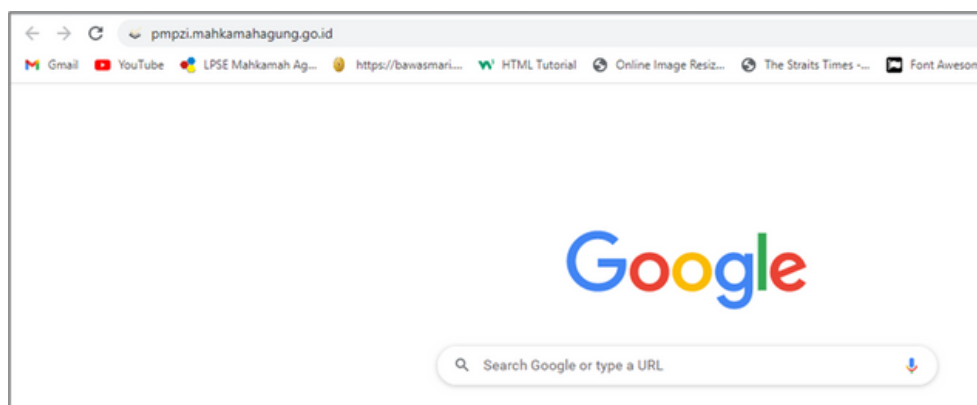 pmpzi.mahkamahagung.go.id
Gmail YouTube LPSE Mahkamah Ag... https://bawasmari.... HTML Tutorial Online Image Resiz... The Straits Times -... Font Aweson
Google
Search Google or type a URL